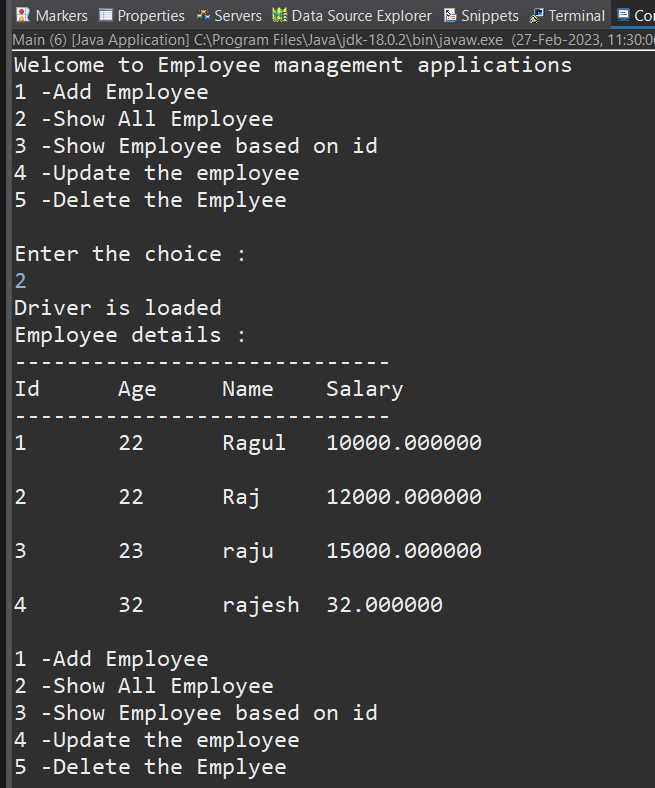 Markers Properties Servers Data Source Explorer Snippets Terminal
Main (6) [Java Application] C:\Program Files\Java\jdk-18.0.2\bin\javaw.exe (27-Feb-2023, 11:30:0
Welcome to Employee management applications
1 -Add Employee
2 -Show All Employee
3 -Show Employee based on id
4 -Update the employee
5 -Delete the Emplyee
Enter the choice :
2
Driver is loaded
Employee details :
-----------------------------
Id Age Name Salary
-----------------------------
1 22 Ragul 10000.000000
2 22 Raj 12000.000000
3 23 raju 15000.000000
4 32 rajesh 32.000000
1 -Add Employee
2 -Show All Employee
3 -Show Employee based on id
4 -Update the employee
5 -Delete the Emplyee